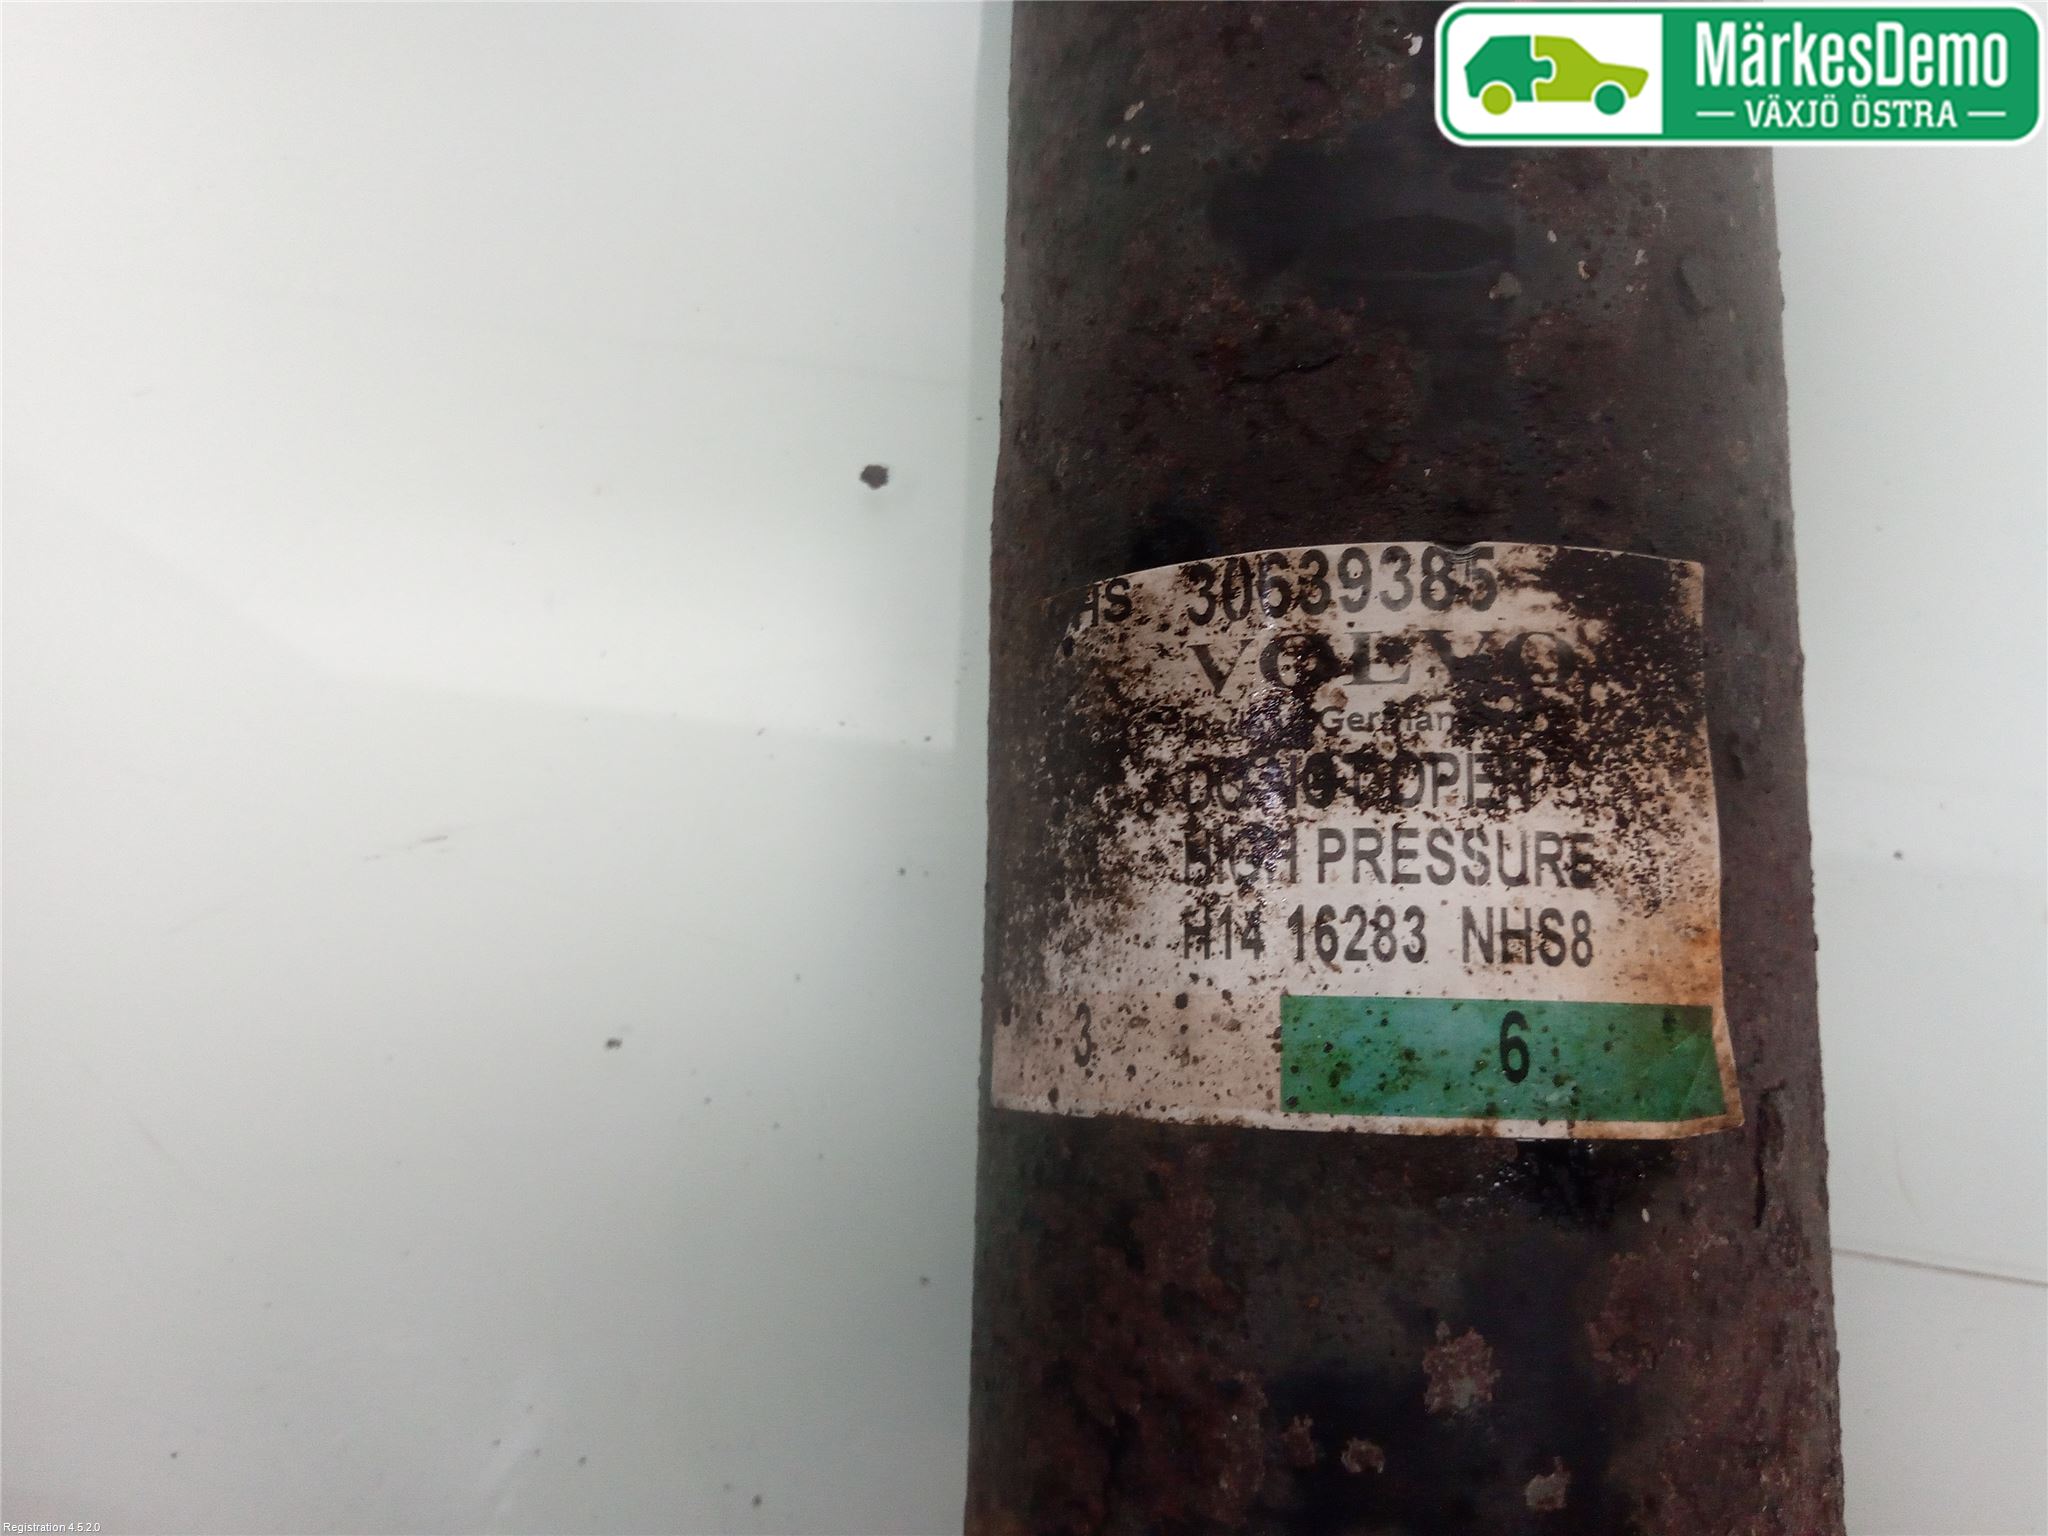 MärkesDemo
VÄXJÖ ÖSTRA
HS 30639385
VOLVO
German
DO NOT OPEN
HIGH PRESSURE
H14 16283 NHS8
3 6
Registration 4.5.2.0